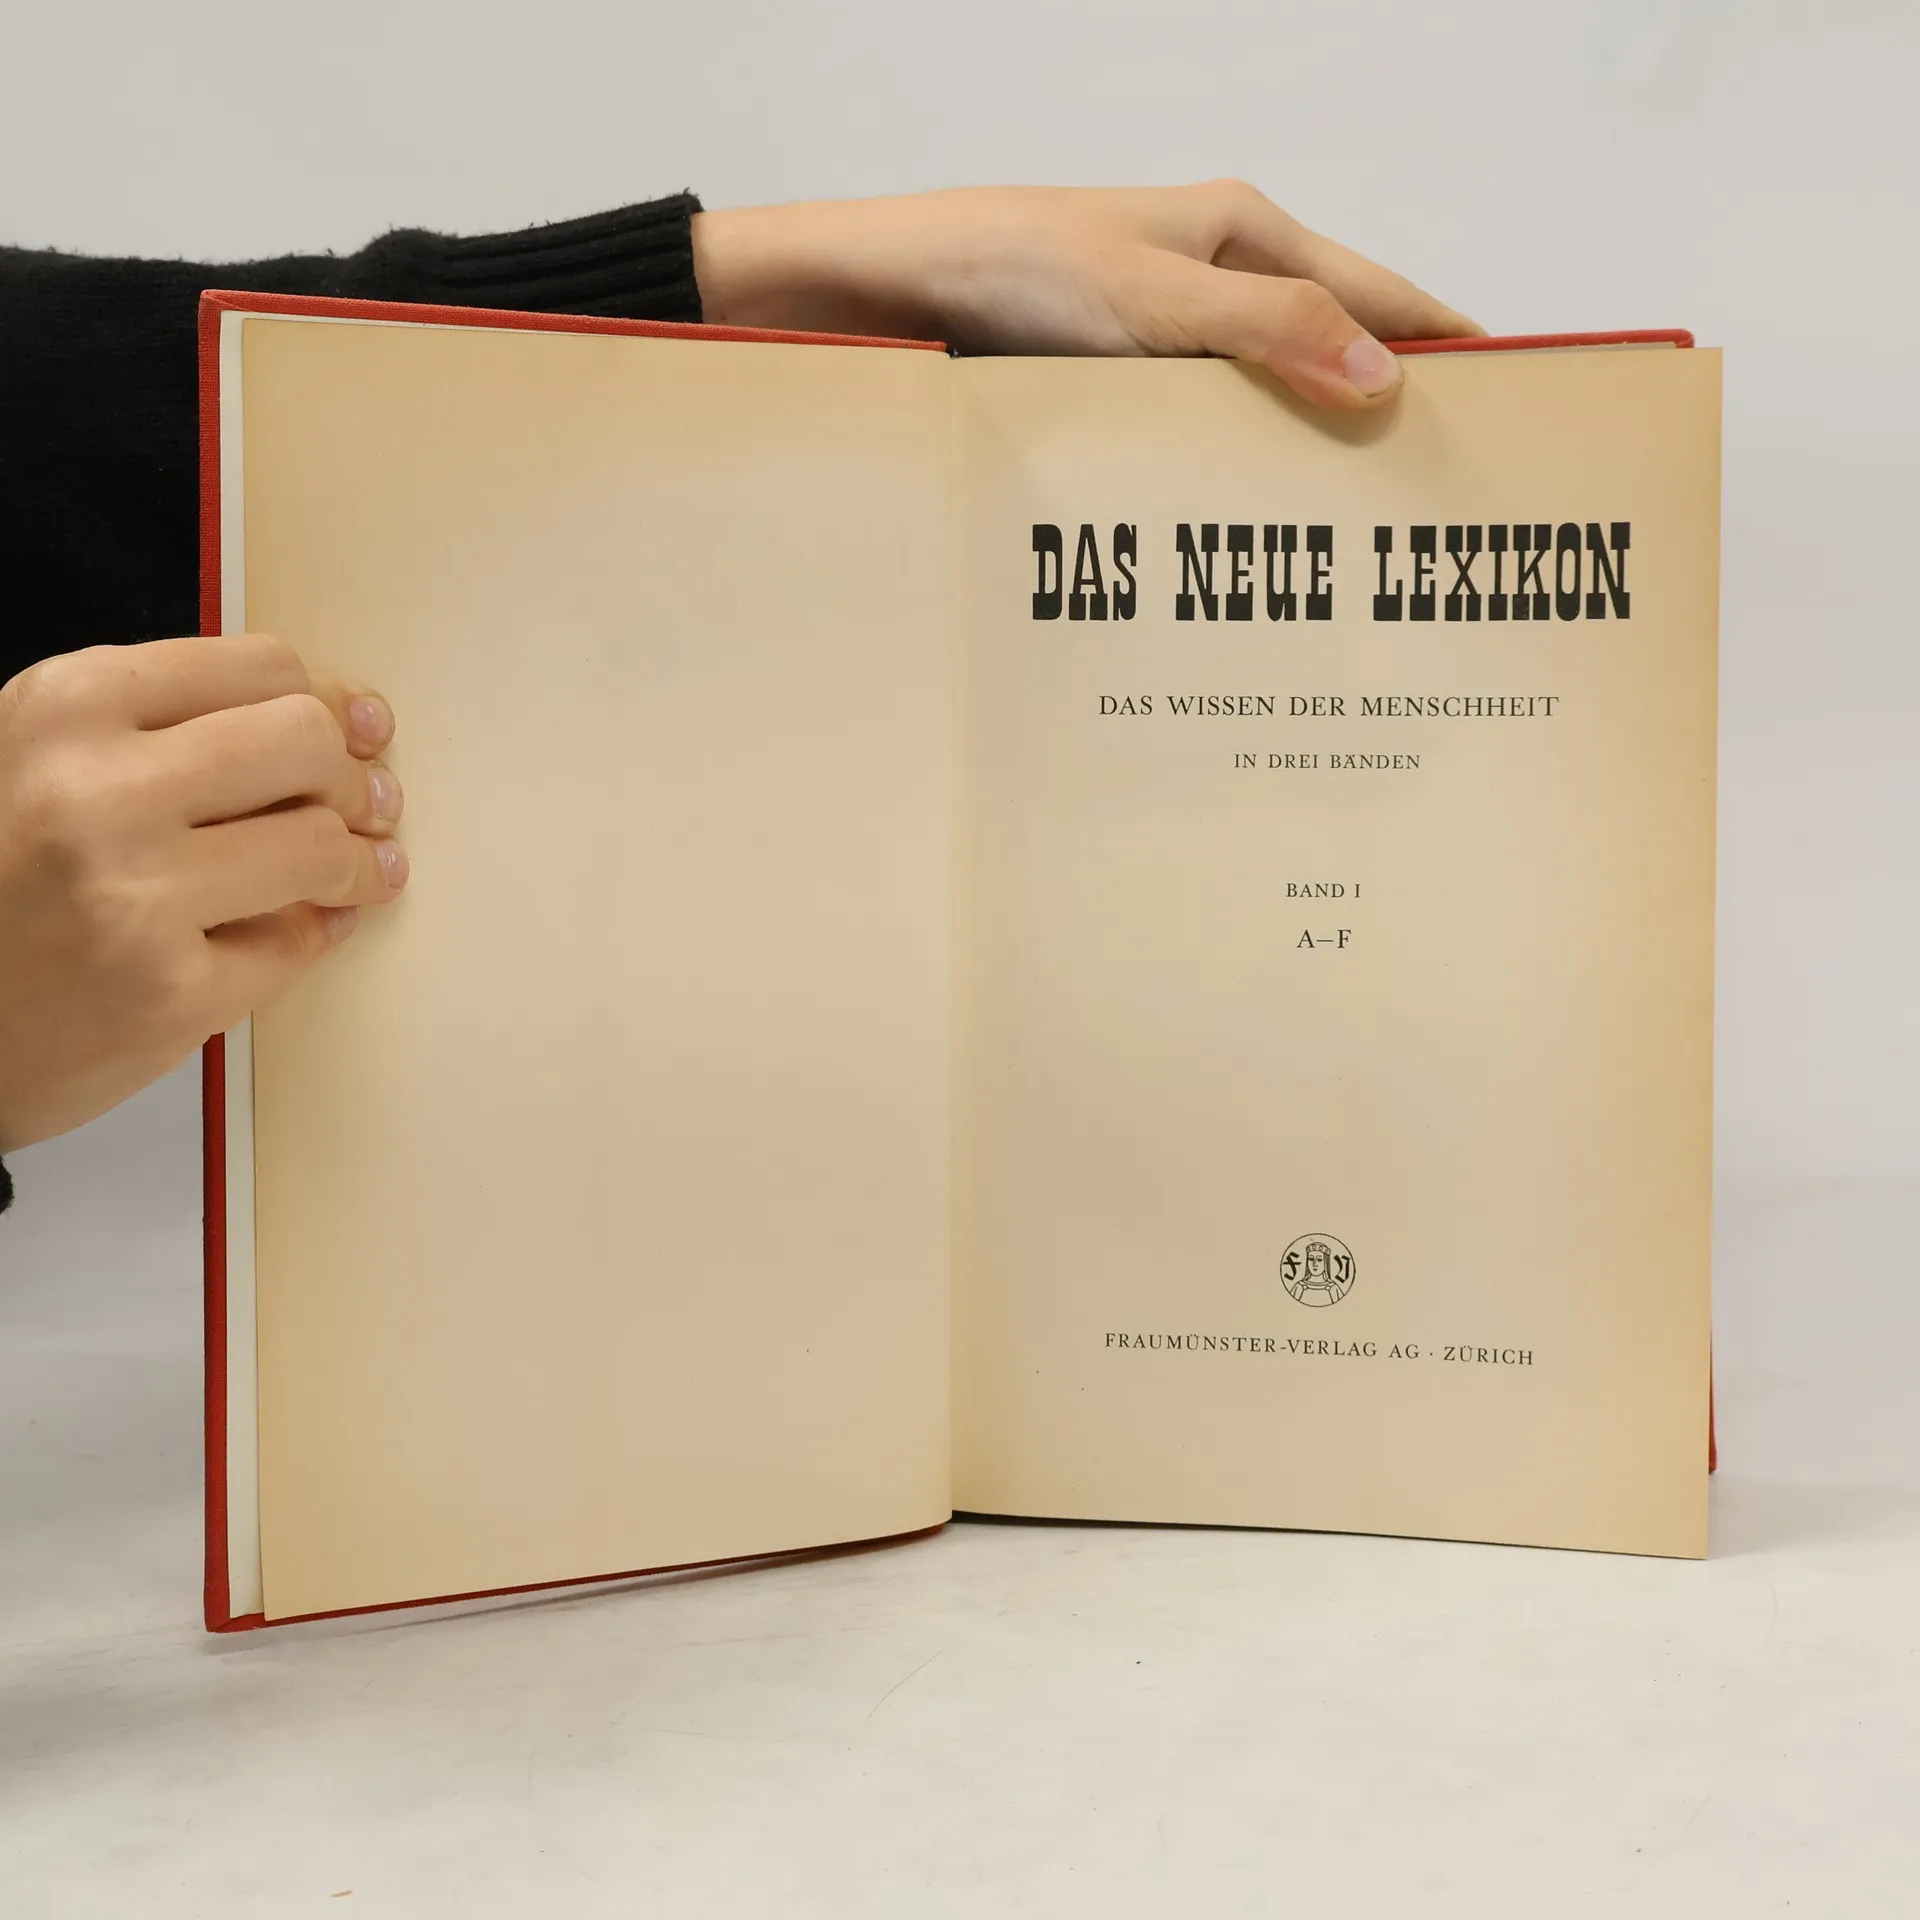 DAS NEUE LEXIKON
DAS WISSEN DER MENSCHHEIT
IN DREI BÄNDEN
BAND I
A–F
F V
FRAUMÜNSTER-VERLAG AG · ZÜRICH